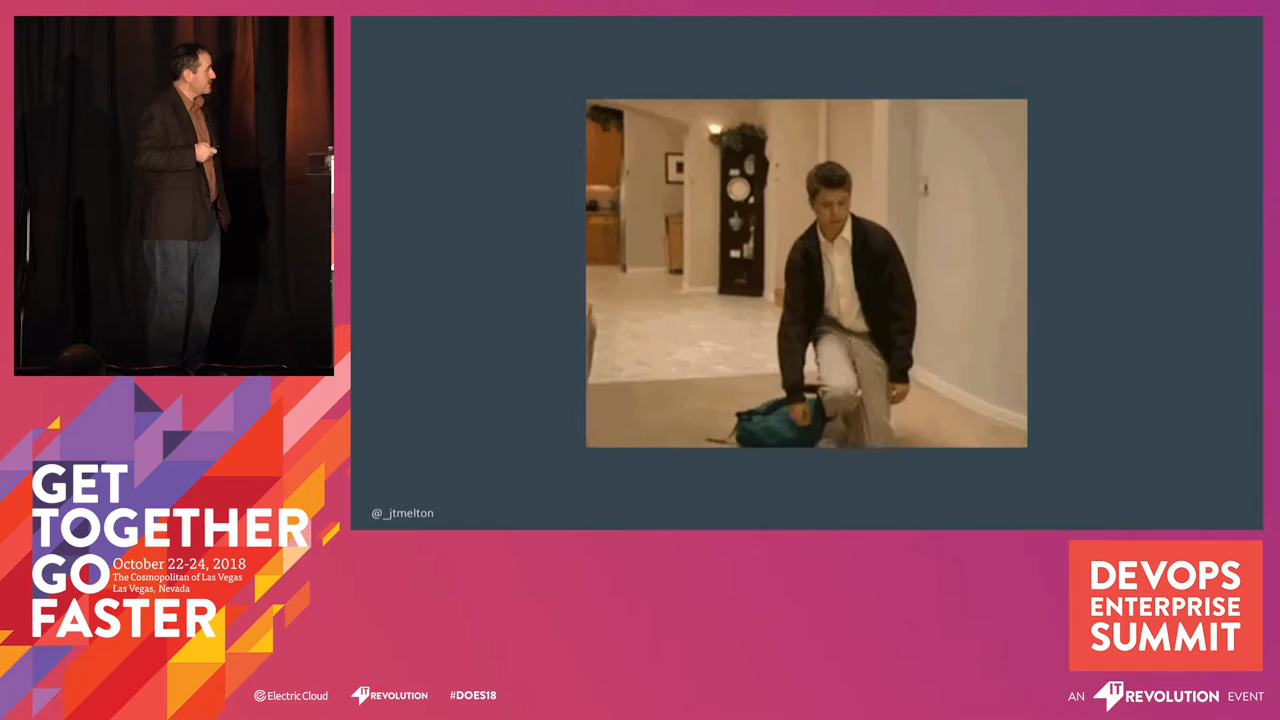 @_jtmelton
GET
TOGETHER
GO
FASTER
October 22-24, 2018
The Cosmopolitan of Las Vegas
Las Vegas, Nevada
DEVOPS
ENTERPRISE
SUMMIT
Electric Cloud
IT REVOLUTION
#DOES18
AN IT REVOLUTION EVENT